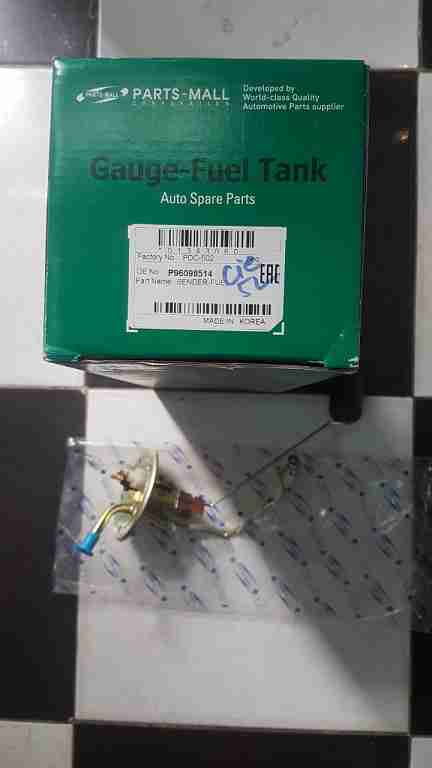 PARTS-MALL
PARTS-MALL
CORPORATION
Developed by
World-class Quality
Automotive Parts supplier
Gauge-Fuel Tank
Auto Spare Parts
Factory No. PDC-502
OE No. P96098514
EAC
Part Name SENDER-FUE
MADE IN KOREA